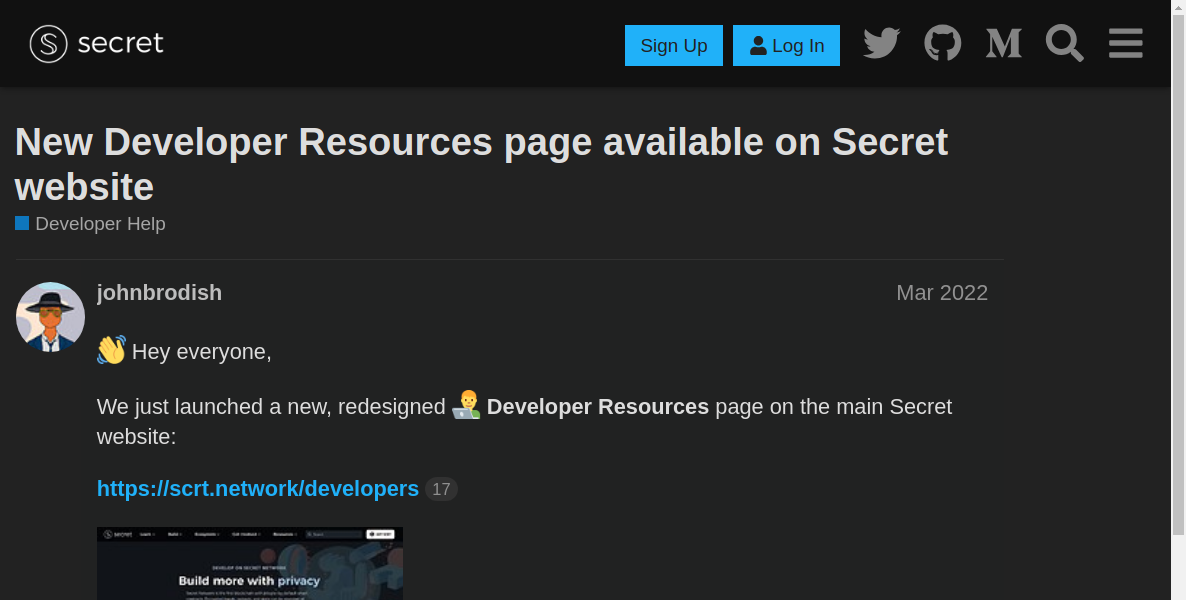 secret
Sign Up
Log In
New Developer Resources page available on Secret
website
Developer Help
johnbrodish
Mar 2022
Hey everyone,
We just launched a new, redesigned Developer Resources page on the main Secret
website:
https://scrt.network/developers 17
secret
DEVELOP ON SECRET NETWORK
Build more with privacy